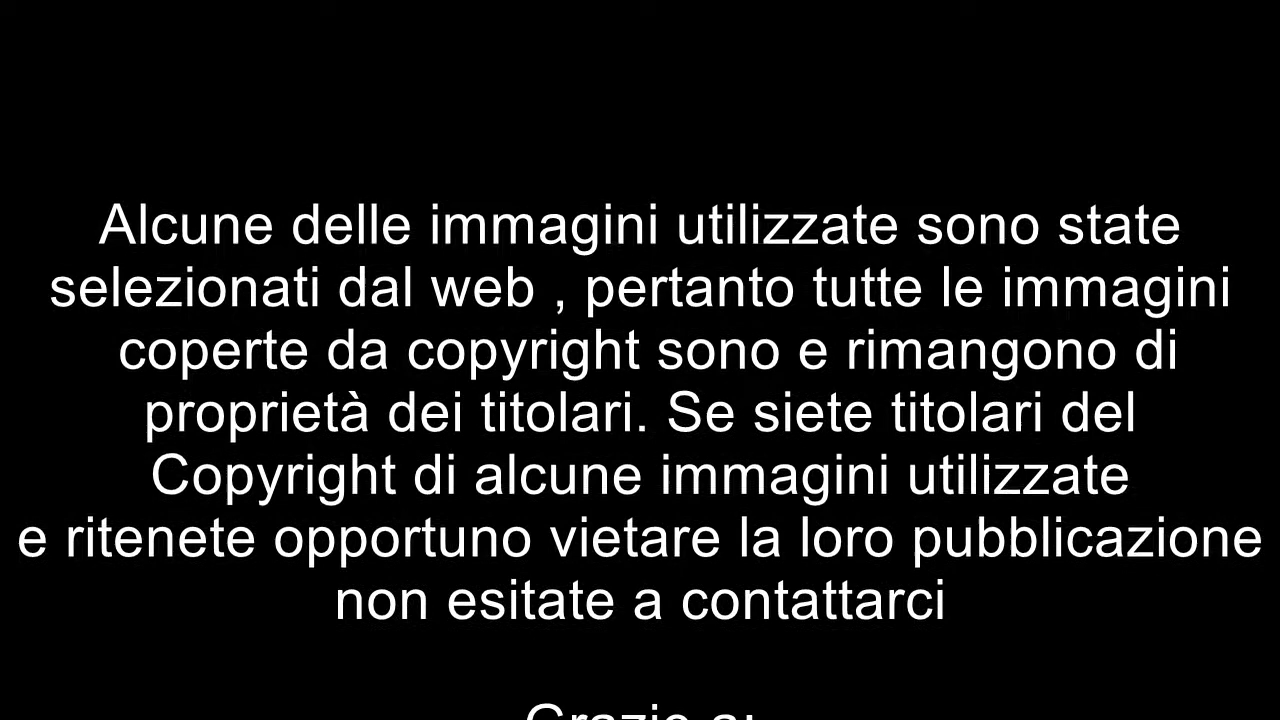 Alcune delle immagini utilizzate sono state
selezionati dal web , pertanto tutte le immagini
coperte da copyright sono e rimangono di
proprietà dei titolari. Se siete titolari del
Copyright di alcune immagini utilizzate
e ritenete opportuno vietare la loro pubblicazione
non esitate a contattarci
Grazie a: